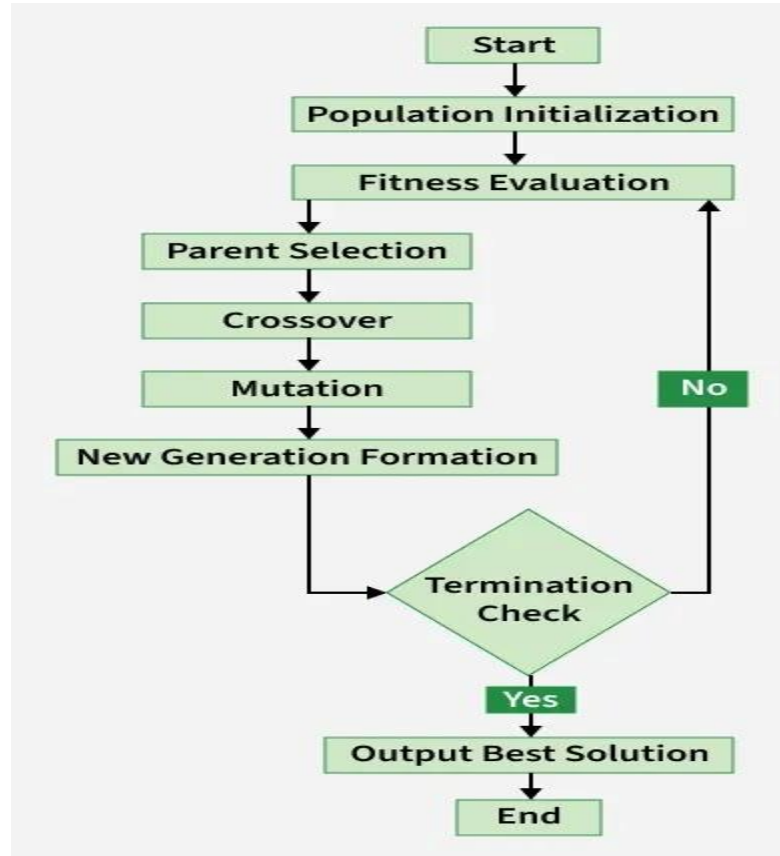 Start
Population Initialization
Fitness Evaluation
Parent Selection
Crossover
Mutation
No
New Generation Formation
Termination
Check
Yes
Output Best Solution
End